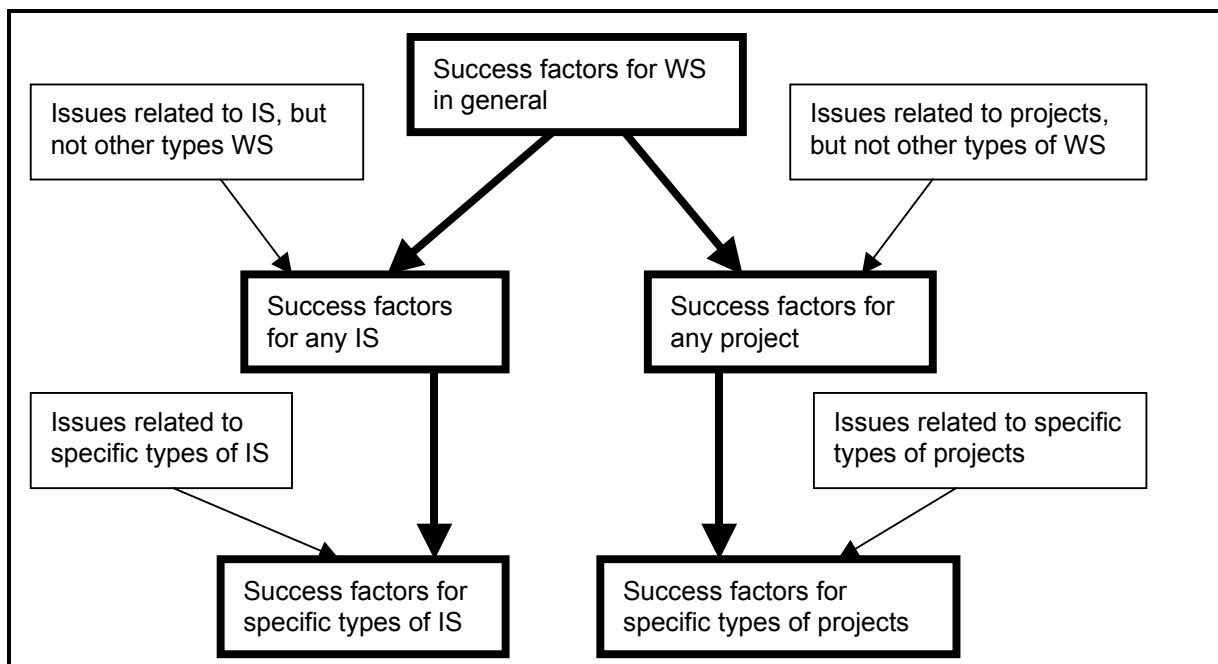 Success factors for WS
in general
Issues related to IS, but
not other types WS
Issues related to projects,
but not other types of WS
Success factors
for any IS
Success factors for
any project
Issues related to
specific types of IS
Issues related to specific
types of projects
Success factors for
specific types of IS
Success factors for
specific types of projects